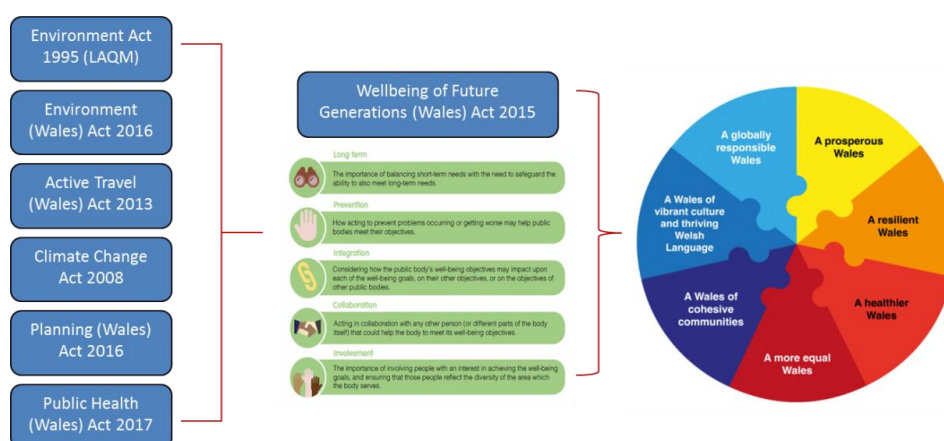 Environment Act
1995 (LAQM)
Environment
(Wales) Act 2016
Active Travel
(Wales) Act 2013
Climate Change
Act 2008
Planning (Wales)
Act 2016
Public Health
(Wales) Act 2017
Wellbeing of Future
Generations (Wales) Act 2015
Long term
The importance of balancing short-term needs with the need to safeguard the
ability to also meet long-term needs.
Prevention
How acting to prevent problems occurring or getting worse may help public
bodies meet their objectives.
Integration
Considering how the public body's well-being objectives may impact upon
each of the well-being goals, on their other objectives, or on the objectives of
other public bodies.
Collaboration
Acting in collaboration with any other person (or different parts of the body
itself) that could help the body to meet its well-being objectives.
Involvement
The importance of involving people with an interest in achieving the well-being
goals, and ensuring that those people reflect the diversity of the area which
the body serves.
A globally
responsible
Wales
A prosperous
Wales
A resilient
Wales
A healthier
Wales
A more equal
Wales
A Wales of
cohesive
communities
A Wales of
vibrant culture
and thriving
Welsh
Language